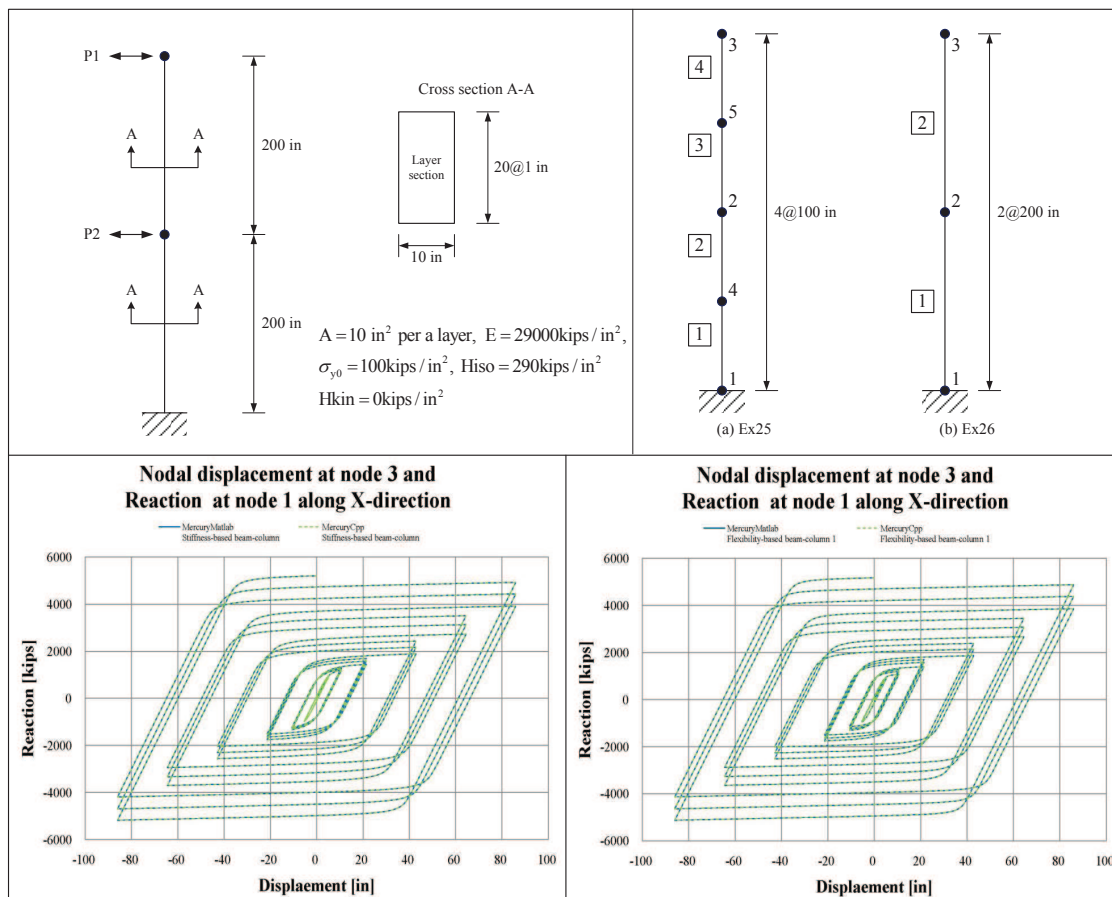 P1
A
A
200 in
P2
A
A
200 in
Cross section A-A
Layer
section
20@1 in
10 in
A = 10 in² per a layer, E = 29000kips / in²,
σy0 = 100kips / in², Hiso = 290kips / in²
Hkin = 0kips / in²
3
4
5
3
2
2
4
1
1
4@100 in
(a) Ex25
3
2
2
1
1
2@200 in
(b) Ex26
Nodal displacement at node 3 and
Reaction at node 1 along X-direction
MercuryMatlab
Stiffness-based beam-column
MercuryCpp
Stiffness-based beam-column
Reaction [kips]
6000
4000
2000
0
-2000
-4000
-6000
-100 -80 -60 -40 -20 0 20 40 60 80 100
Displaement [in]
Nodal displacement at node 3 and
Reaction at node 1 along X-direction
MercuryMatlab
Flexibility-based beam-column 1
MercuryCpp
Flexibility-based beam-column 1
Reaction [kips]
6000
4000
2000
0
-2000
-4000
-6000
-100 -80 -60 -40 -20 0 20 40 60 80 100
Displaement [in]